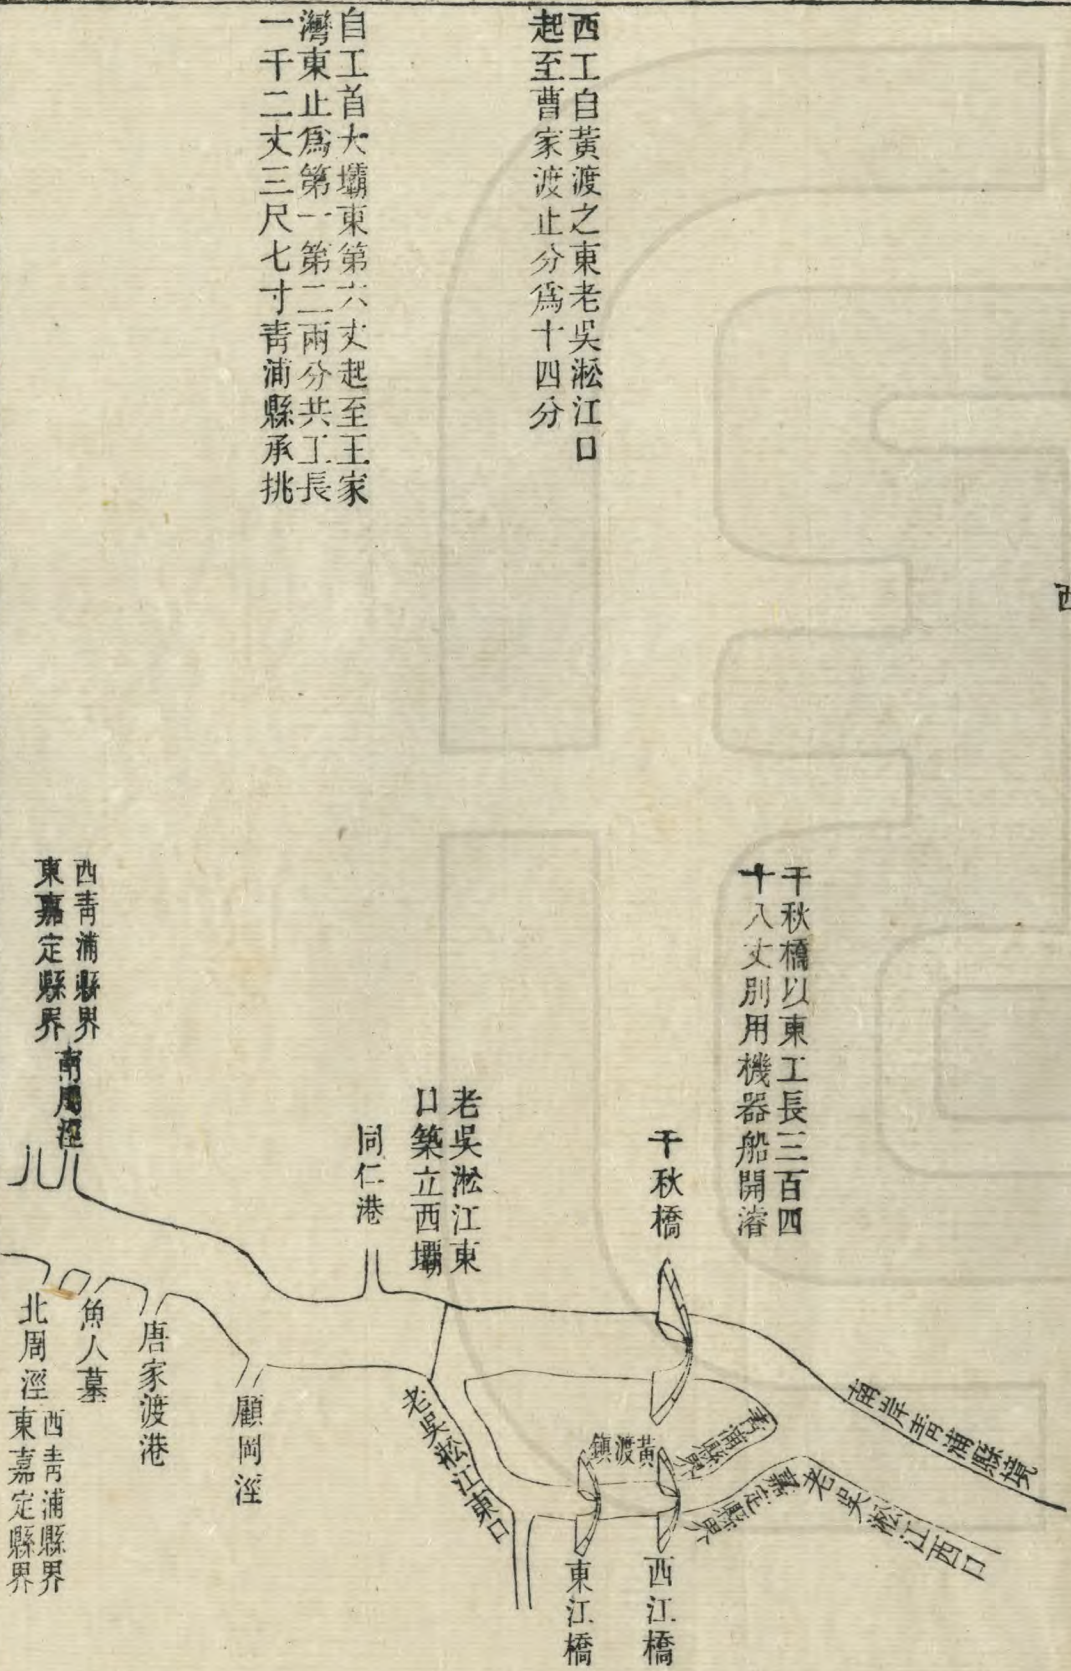 西工自黃渡之東老吳淞江口
起至曹家渡止分爲十四分
自工首大壩東第六丈起至王家
灣東止爲第一第二兩分共工長
一千二丈三尺七寸青浦縣承挑
西
千秋橋以東工長三百四
十八丈別用機器船開濬
千秋橋
老吳淞江東
口築立西壩
同仁港
西青浦縣界
東嘉定縣界
南周涇
南岸青浦縣境
老吳淞江西口
嘉定縣界
青浦縣界
黃渡鎮
西江橋
東江橋
老吳淞江東口
顧岡涇
唐家渡港
魚人墓
北周涇
西青浦縣界
東嘉定縣界